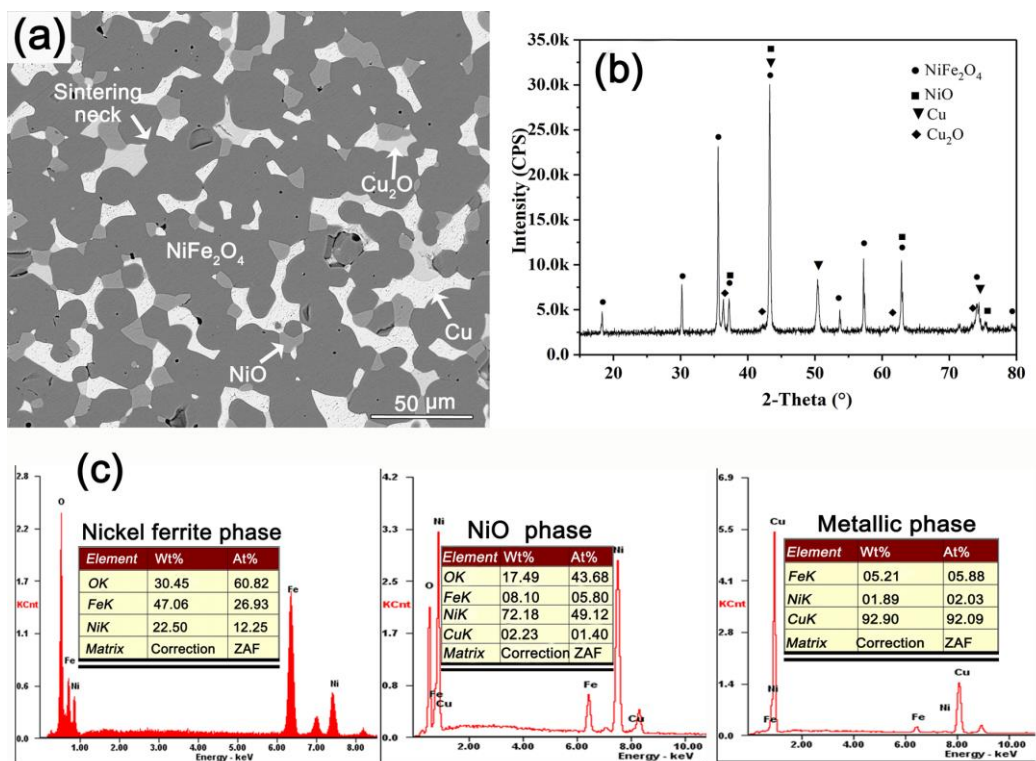 (a)
Sintering
neck
Cu₂O
NiFe₂O₄
Cu
NiO
50 μm
(b)
35.0k
30.0k
25.0k
20.0k
15.0k
10.0k
5.0k
0.0
Intensity (CPS)
NiFe₂O₄
NiO
Cu
Cu₂O
20 30 40 50 60 70 80
2-Theta (°)
(c)
2.8
2.2
1.7
1.1
0.6
0.0
KCnt
O
Fe
Ni
Fe
Ni
Nickel ferrite phase
Element Wt% At%
OK 30.45 60.82
FeK 47.06 26.93
NiK 22.50 12.25
Matrix Correction ZAF
1.00 2.00 3.00 4.00 5.00 6.00 7.00 8.00
Energy - keV
4.2
3.3
2.5
1.7
0.8
0.0
KCnt
Ni
O
Fe
Cu
Ni
Fe
Cu
NiO phase
Element Wt% At%
OK 17.49 43.68
FeK 08.10 05.80
NiK 72.18 49.12
CuK 02.23 01.40
Matrix Correction ZAF
2.00 4.00 6.00 8.00 10.00
Energy - keV
6.9
5.5
4.1
2.8
1.4
0.0
KCnt
Cu
Ni
Fe
Cu
Ni
Fe
Metallic phase
Element Wt% At%
FeK 05.21 05.88
NiK 01.89 02.03
CuK 92.90 92.09
Matrix Correction ZAF
2.00 4.00 6.00 8.00 10.00
Energy - keV